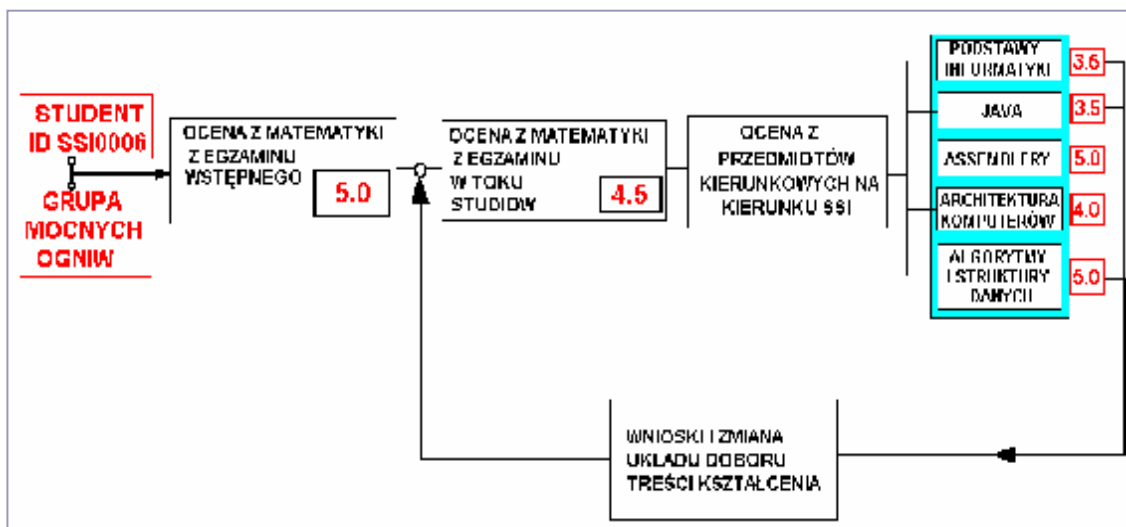 STUDENT
ID SSI0006
GRUPA
MOCNYCH
OGNIW
OCENA Z MATEMATYKI
Z EGZAMINU
WSTĘPNEGO
5.0
OCENA Z MATEMATYKI
Z EGZAMINU
W TOKU
STUDIOW
4.5
OCENA Z
PRZEDMIOTÓW
KIERUNKOWYCH NA
KIERUNKU SSI
PODSTAWY
INFORMATYKI
3.5
JAVA
3.5
ASSEMBLERY
5.0
ARCHITEKTURA
KOMPUTERÓW
4.0
ALGORYTMY
I STRUKTURY
DANYCH
5.0
WNIOSKI I ZMIANA
UKŁADU DOBORU
TREŚCI KSZTAŁCENIA